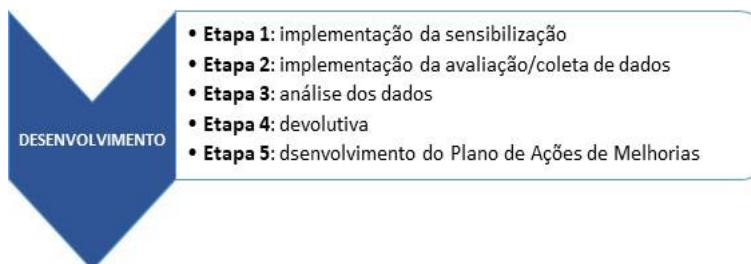 DESENVOLVIMENTO
• Etapa 1: implementação da sensibilização
• Etapa 2: implementação da avaliação/coleta de dados
• Etapa 3: análise dos dados
• Etapa 4: devolutiva
• Etapa 5: dsenvolvimento do Plano de Ações de Melhorias